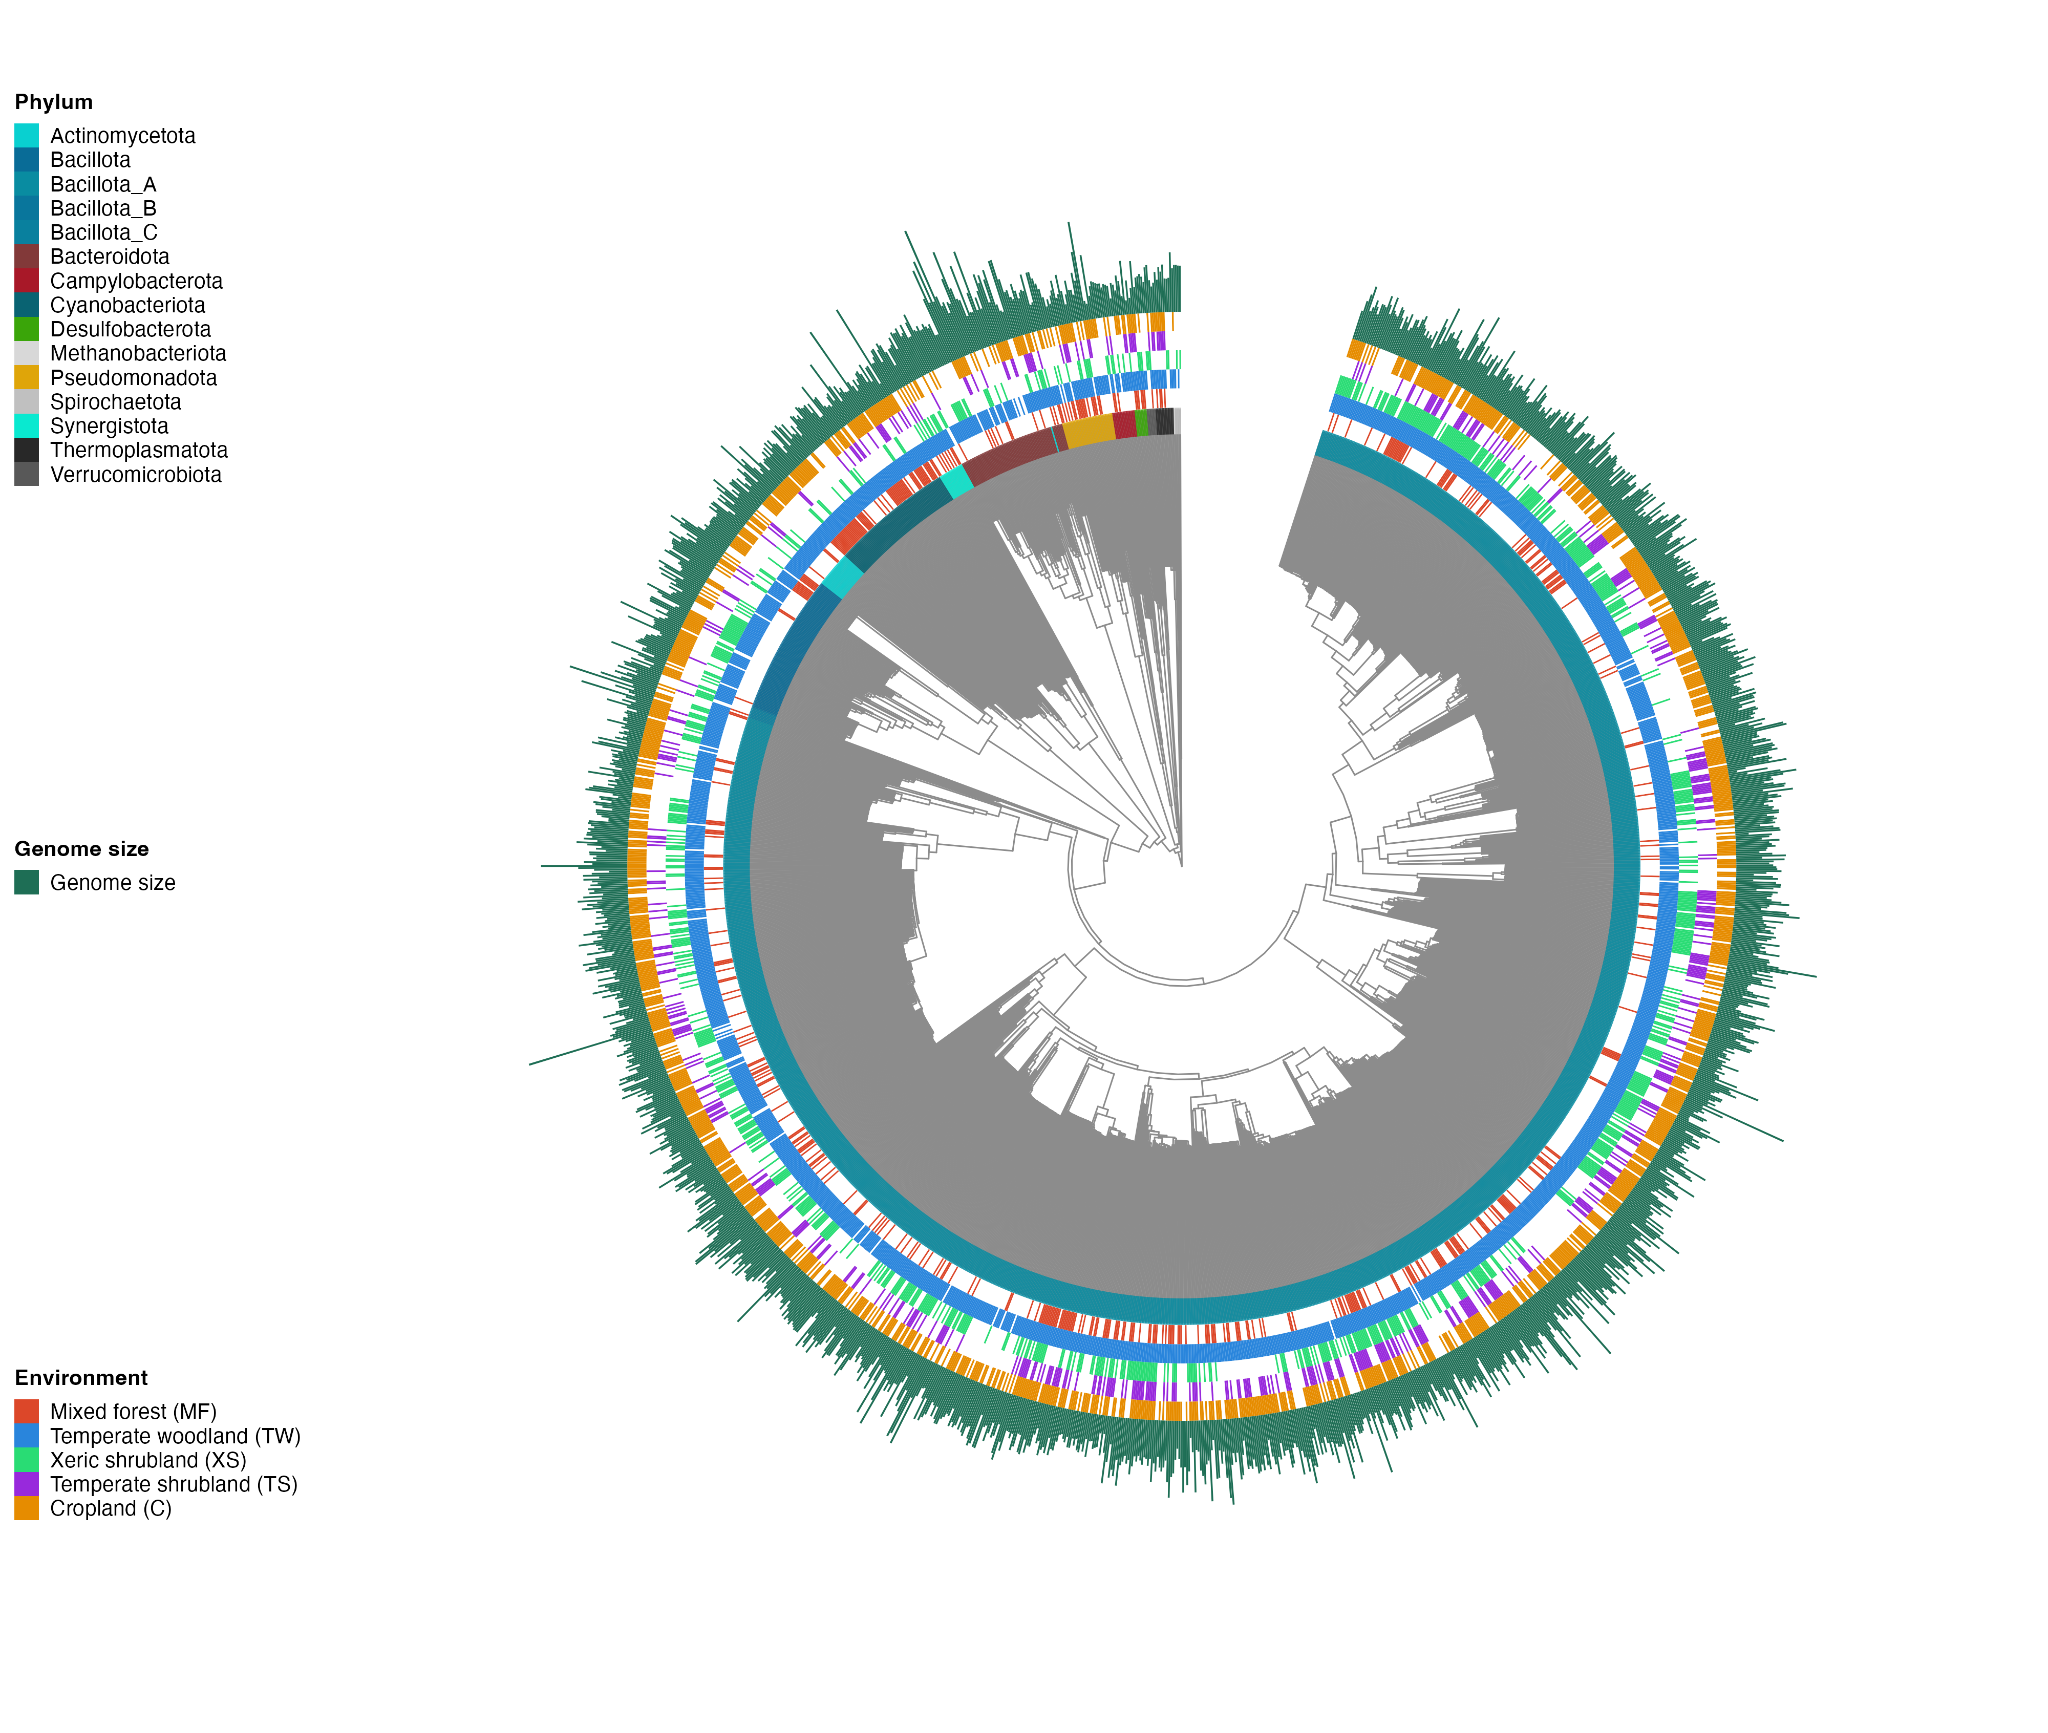 Phylum
Actinomycetota
Bacillota
Bacillota_A
Bacillota_B
Bacillota_C
Bacteroidota
Campylobacterota
Cyanobacteriota
Desulfobacterota
Methanobacteriota
Pseudomonadota
Spirochaetota
Synergistota
Thermoplasmatota
Verrucomicrobiota
Genome size
Genome size
Environment
Mixed forest (MF)
Temperate woodland (TW)
Xeric shrubland (XS)
Temperate shrubland (TS)
Cropland (C)